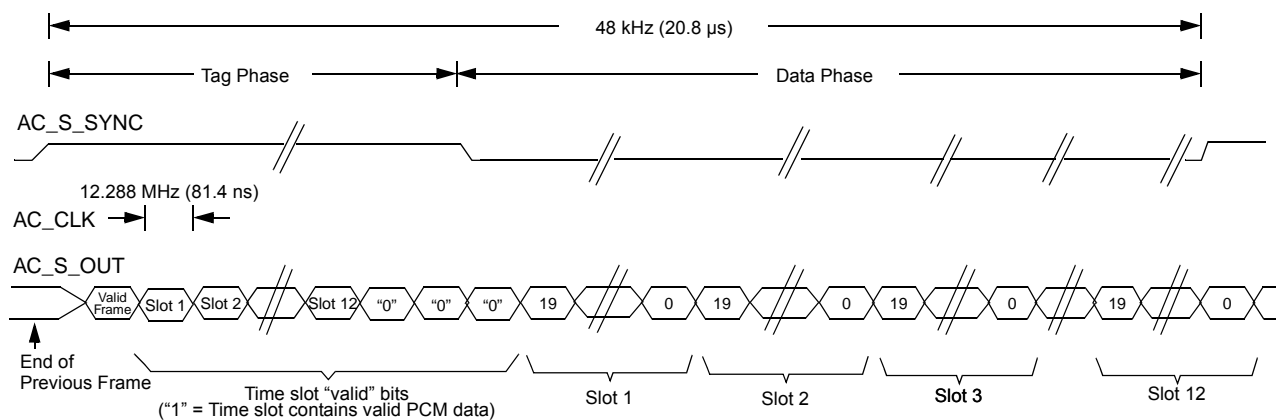 48 kHz (20.8 µs)
Tag Phase
Data Phase
AC_S_SYNC
12.288 MHz (81.4 ns)
AC_CLK
AC_S_OUT
Valid
Frame
Slot 1
Slot 2
Slot 12
“0”
“0”
“0”
19
0
19
0
19
0
19
0
End of
Previous Frame
Time slot “valid” bits
(“1” = Time slot contains valid PCM data)
Slot 1
Slot 2
Slot 3
Slot 12